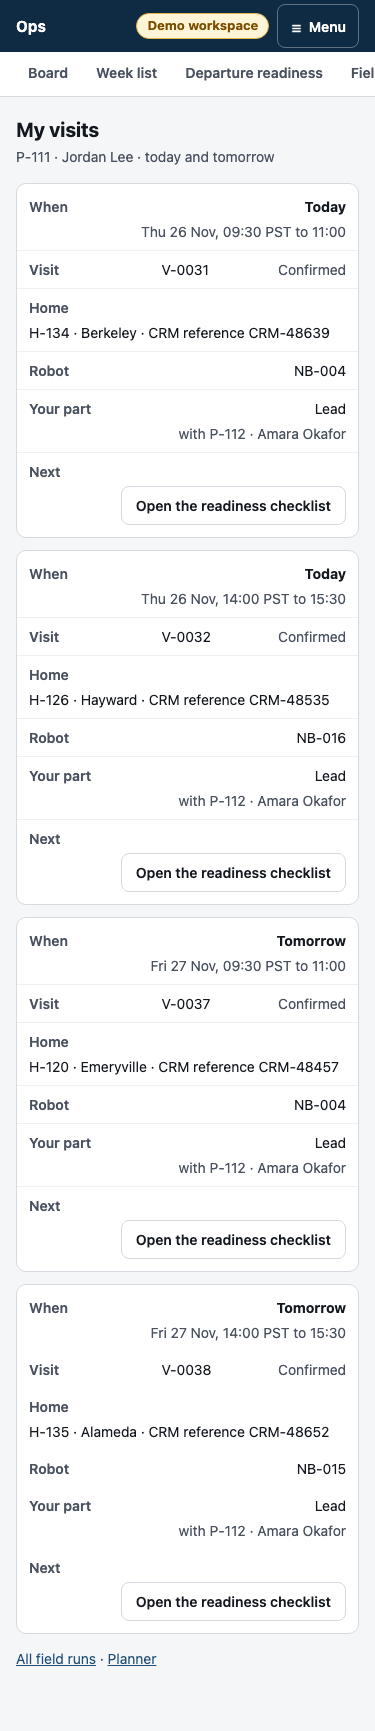 Ops Demo workspace ≡ Menu
Board Week list Departure readiness Fiel
My visits
P-111 · Jordan Lee · today and tomorrow
When Today
Thu 26 Nov, 09:30 PST to 11:00
Visit V-0031 Confirmed
Home
H-134 · Berkeley · CRM reference CRM-48639
Robot NB-004
Your part Lead
with P-112 · Amara Okafor
Next
Open the readiness checklist
When Today
Thu 26 Nov, 14:00 PST to 15:30
Visit V-0032 Confirmed
Home
H-126 · Hayward · CRM reference CRM-48535
Robot NB-016
Your part Lead
with P-112 · Amara Okafor
Next
Open the readiness checklist
When Tomorrow
Fri 27 Nov, 09:30 PST to 11:00
Visit V-0037 Confirmed
Home
H-120 · Emeryville · CRM reference CRM-48457
Robot NB-004
Your part Lead
with P-112 · Amara Okafor
Next
Open the readiness checklist
When Tomorrow
Fri 27 Nov, 14:00 PST to 15:30
Visit V-0038 Confirmed
Home
H-135 · Alameda · CRM reference CRM-48652
Robot NB-015
Your part Lead
with P-112 · Amara Okafor
Next
Open the readiness checklist
All field runs · Planner